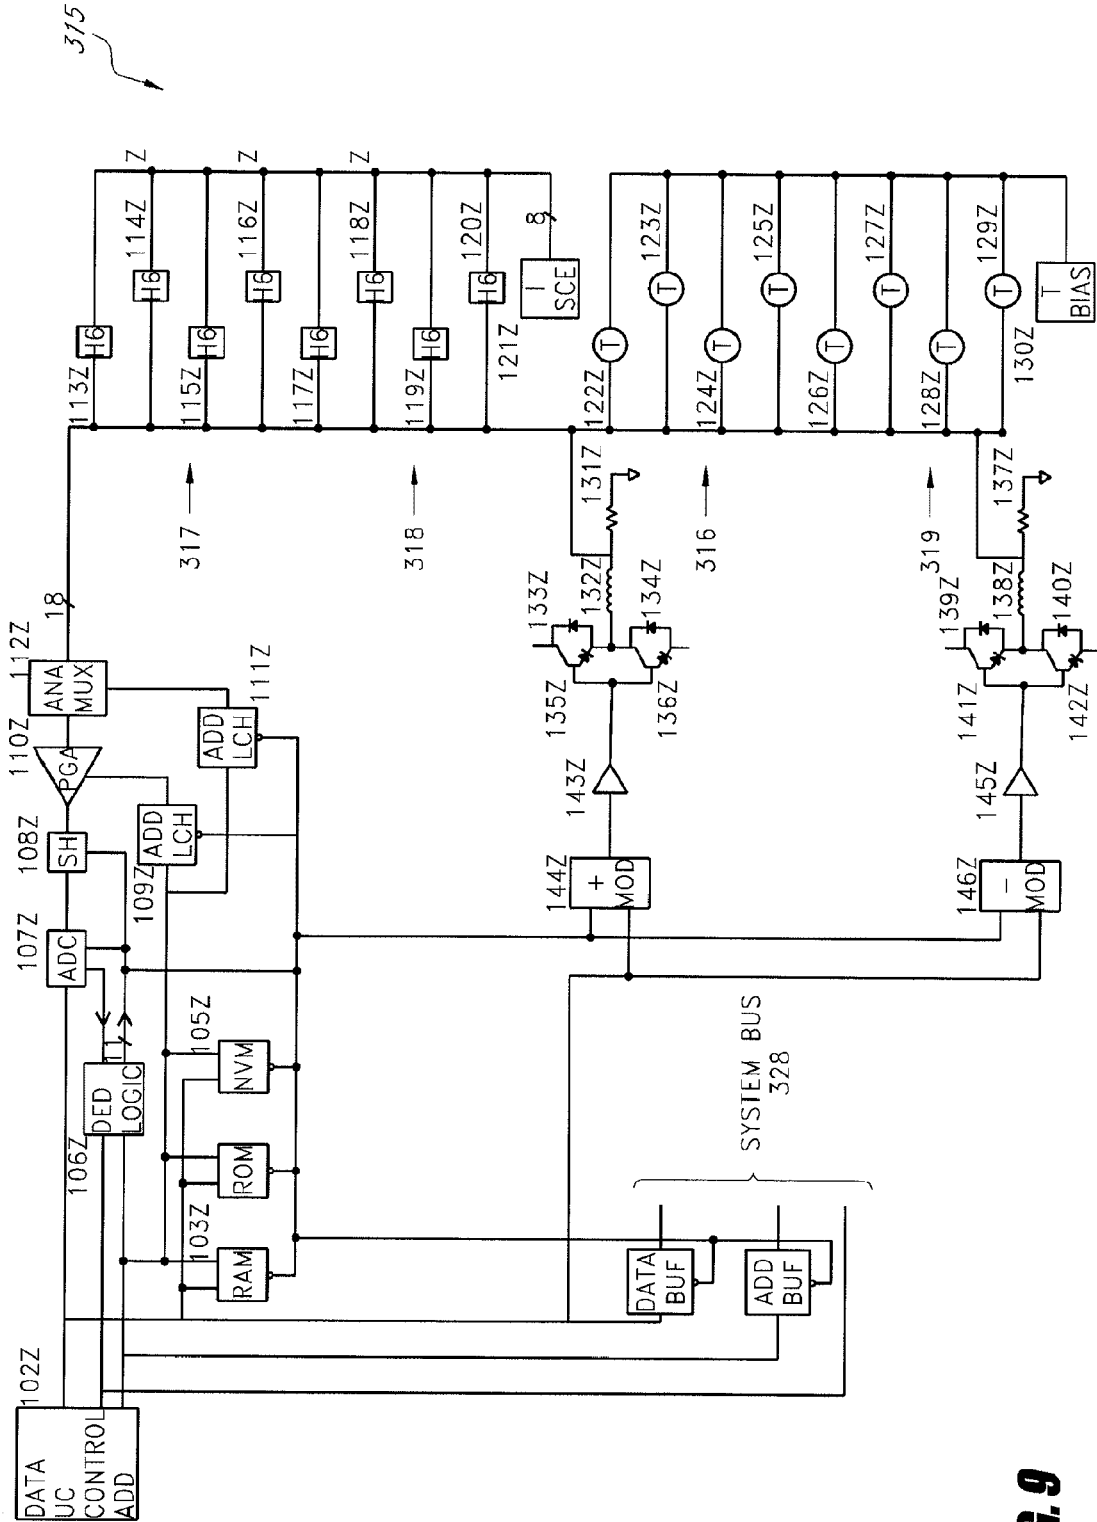 315
DATA
UC
CONTROL
ADD
102Z
106Z
DED
LOGIC
11
107Z
ADC
108Z
SH
110Z
PGA
112Z
ANA
MUX
18
109Z
ADD
LCH
111Z
ADD
LCH
103Z
RAM
ROM
105Z
NVM
317
318
316
319
113Z
H6
114Z
H6
Z
115Z
H6
116Z
H6
Z
117Z
H6
118Z
H6
Z
119Z
H6
120Z
H6
121Z
I
SCE
8
122Z
T
123Z
T
124Z
T
125Z
T
126Z
T
127Z
T
128Z
T
129Z
T
130Z
T
BIAS
131Z
132Z
133Z
134Z
135Z
136Z
137Z
138Z
139Z
140Z
141Z
142Z
143Z
144Z
+
MOD
145Z
146Z
-
MOD
DATA
BUF
ADD
BUF
SYSTEM BUS
328
9